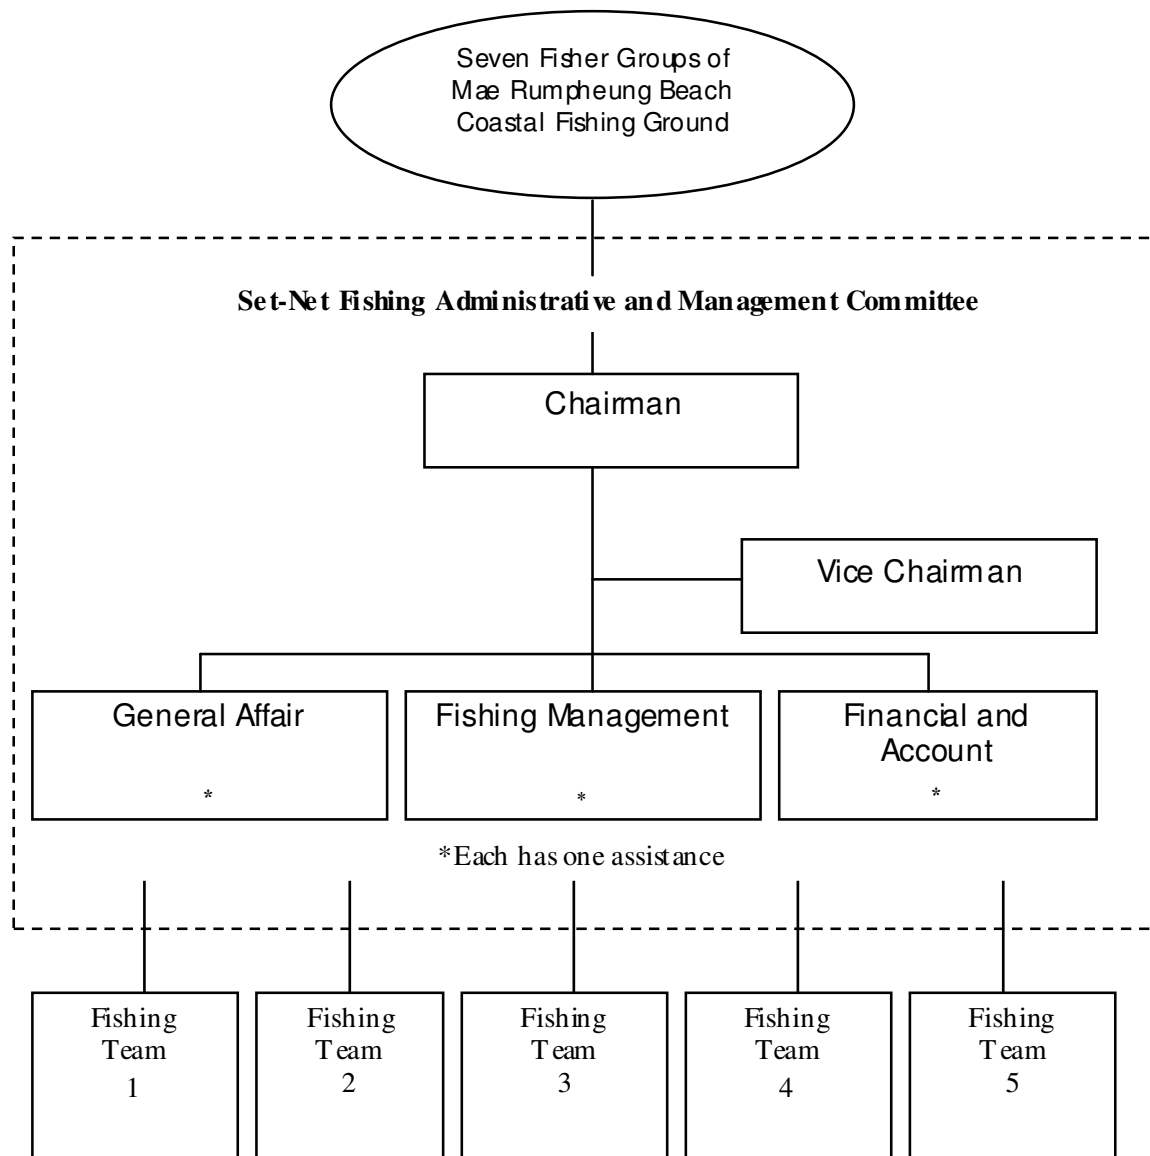 Seven Fisher Groups of
Mae Rumpheung Beach
Coastal Fishing Ground
Set-Net Fishing Administrative and Management Committee
Chairman
Vice Chairman
General Affair
*
Fishing Management
*
Financial and
Account
*
*Each has one assistance
Fishing
Team
1
Fishing
Team
2
Fishing
Team
3
Fishing
Team
4
Fishing
Team
5